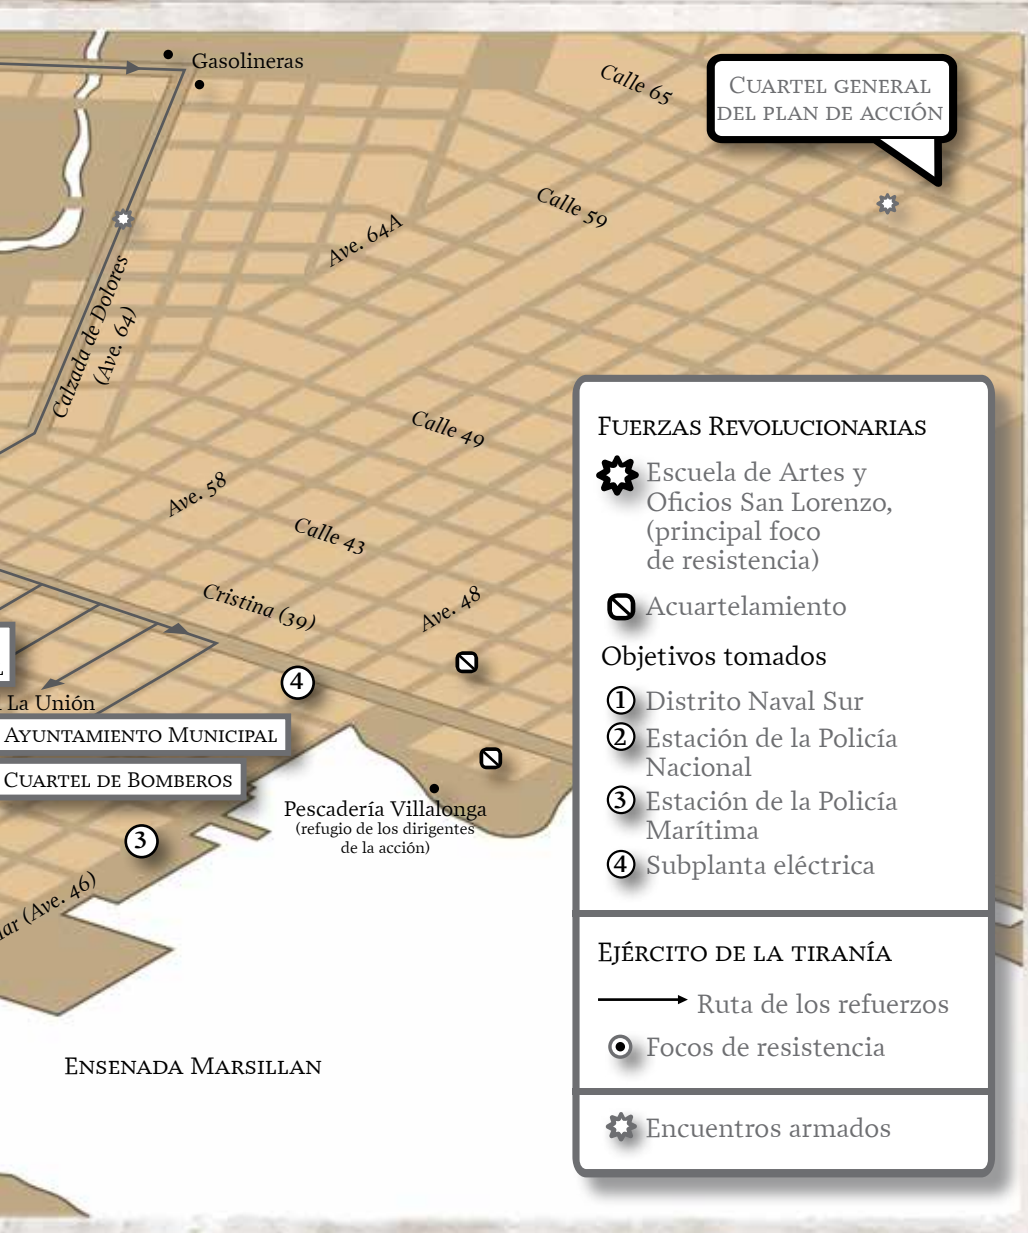 Gasolineras
Calle 65
Cuartel general
del plan de acción
Calle 59
Ave. 64A
Calzada de Dolores
(Ave. 64)
Calle 49
Ave. 58
Calle 43
Cristina (39)
Ave. 48
4
La Unión
Ayuntamiento Municipal
Cuartel de Bomberos
Pescadería Villalonga
(refugio de los dirigentes
de la acción)
3
(Ave. 46)
Ensenada Marsillan
Fuerzas Revolucionarias
Escuela de Artes y
Oficios San Lorenzo,
(principal foco
de resistencia)
Acuartelamiento
Objetivos tomados
1 Distrito Naval Sur
2 Estación de la Policía
Nacional
3 Estación de la Policía
Marítima
4 Subplanta eléctrica
Ejército de la tiranía
Ruta de los refuerzos
Focos de resistencia
Encuentros armados